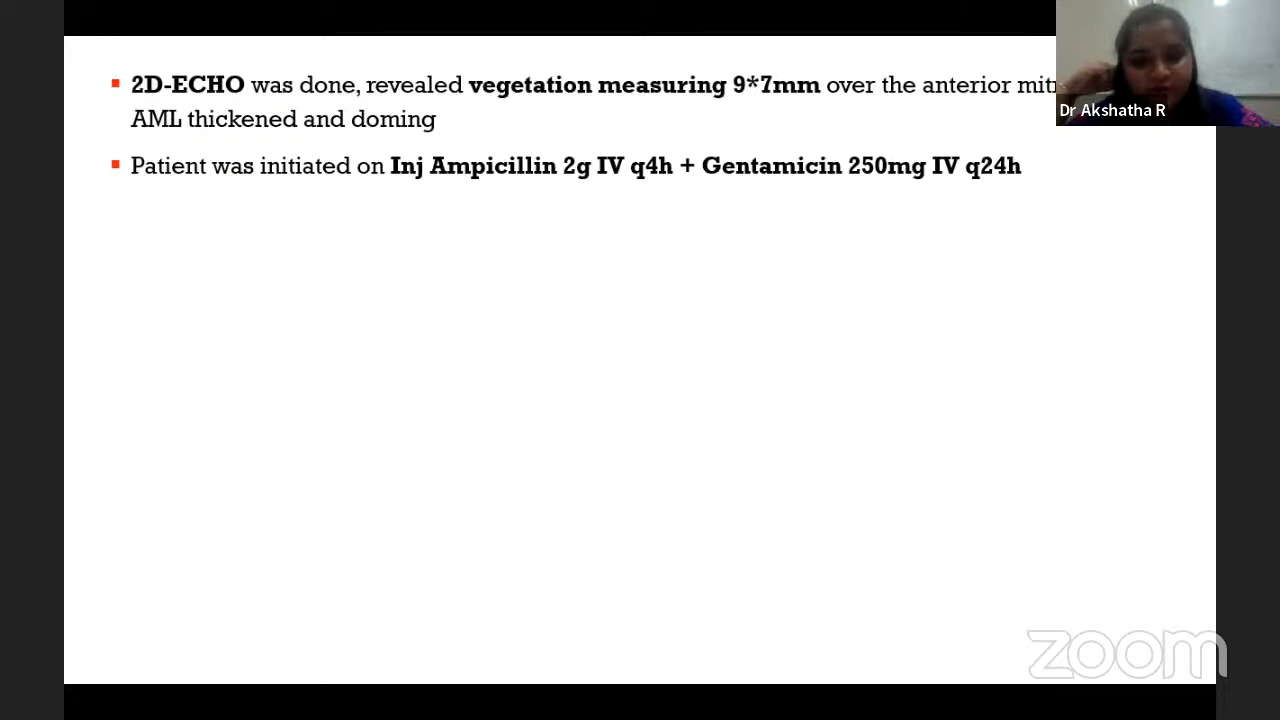 2D-ECHO was done, revealed vegetation measuring 9*7mm over the anterior
AML thickened and doming
Patient was initiated on Inj Ampicillin 2g IV q4h + Gentamicin 250mg IV q24h
Dr Akshatha R
zoom